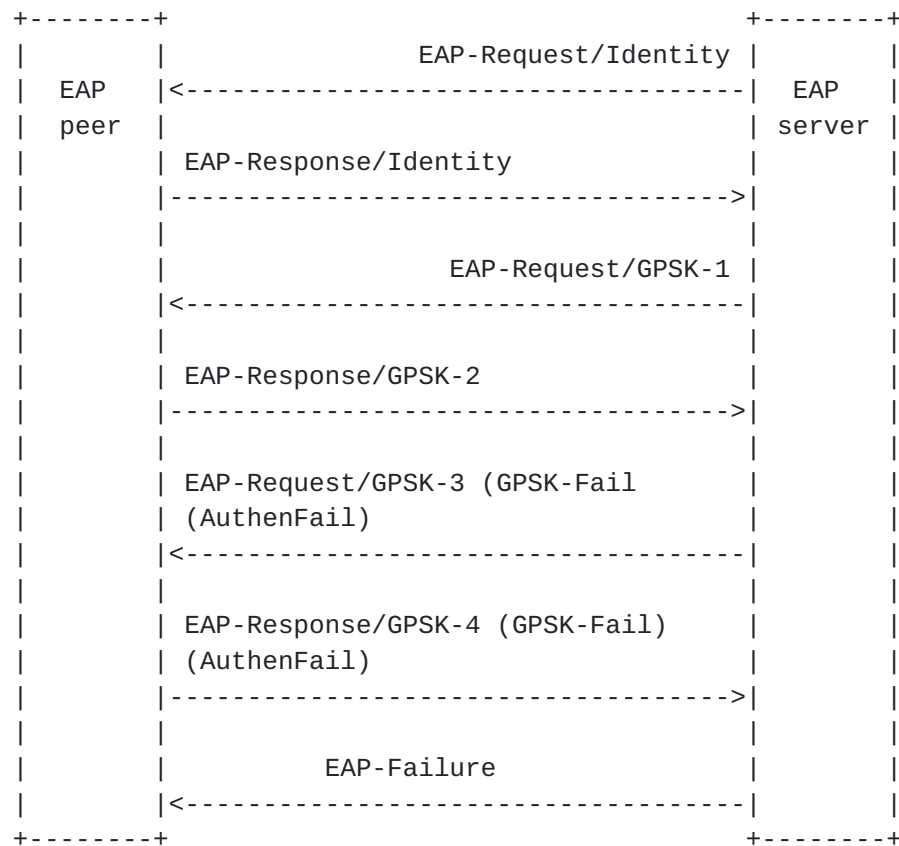 EAP-Request/Identity
EAP EAP
peer server
EAP-Response/Identity
EAP-Request/GPSK-1
EAP-Response/GPSK-2
EAP-Request/GPSK-3 (GPSK-Fail
(AuthenFail)
EAP-Response/GPSK-4 (GPSK-Fail)
(AuthenFail)
EAP-Failure